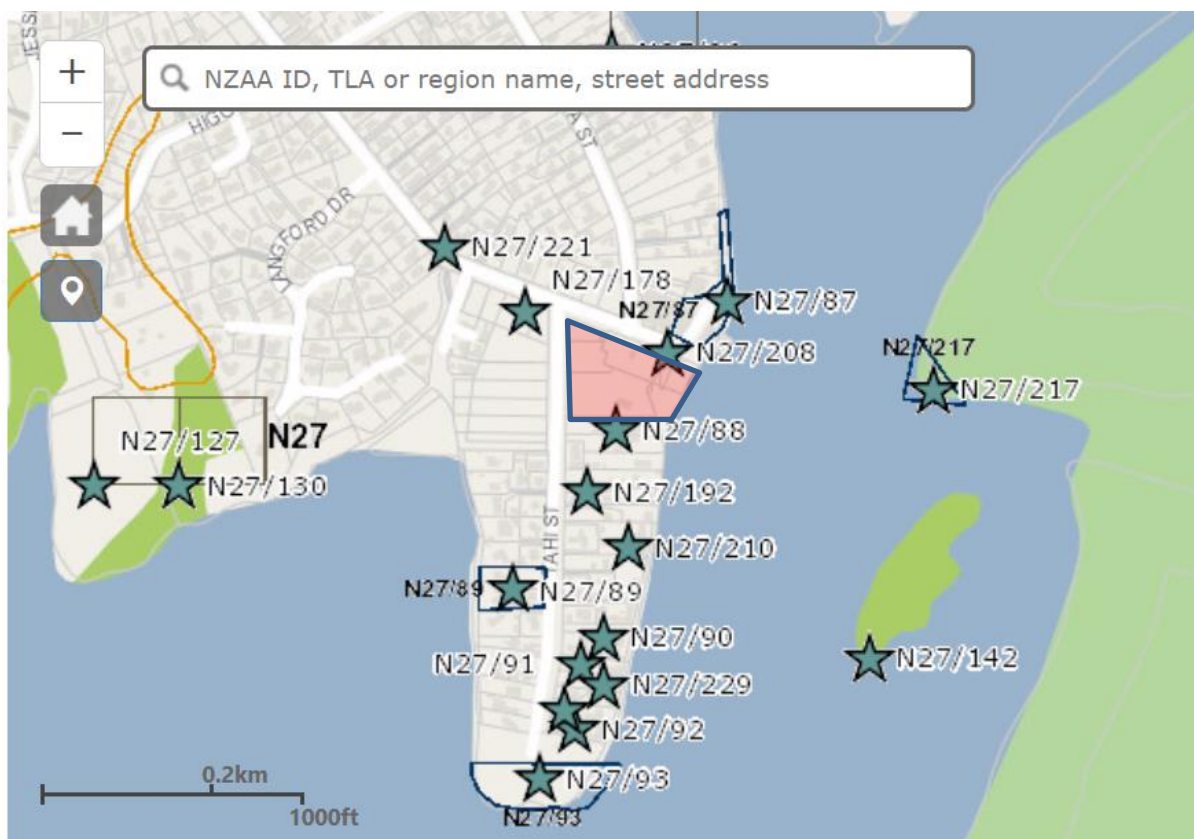 NZAA ID, TLA or region name, street address
+
−
LANGFORD DR
N27/221
N27/178
N27/87
N27/87
N27/208
N27/217
N27/217
N27/88
N27
N27/127
N27/130
N27/192
AHI ST
N27/210
N27/89
N27/89
N27/90
N27/91
N27/142
N27/229
N27/92
N27/93
N27/93
0.2km
1000ft